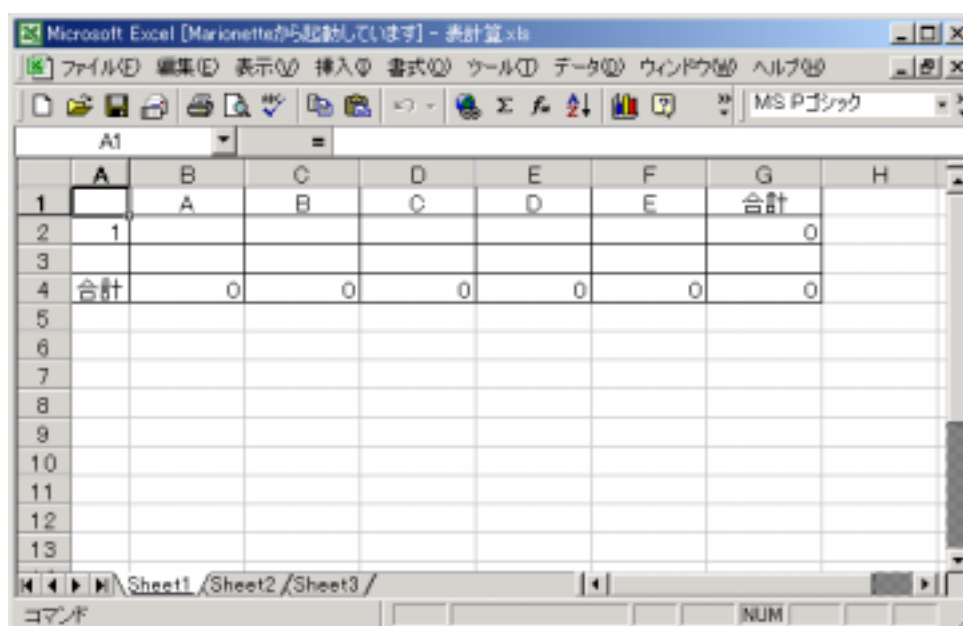 Microsoft Excel [Marionetteから起動しています] - 表計算.xls
ファイル(F) 編集(E) 表示(V) 挿入(I) 書式(O) ツール(T) データ(D) ウィンドウ(W) ヘルプ(H)
MS Pゴシック
A1 =
A B C D E F G H
1 A B C D E 合計
2 1 0
3
4 合計 0 0 0 0 0 0
5
6
7
8
9
10
11
12
13
Sheet1 Sheet2 Sheet3
コマンド NUM